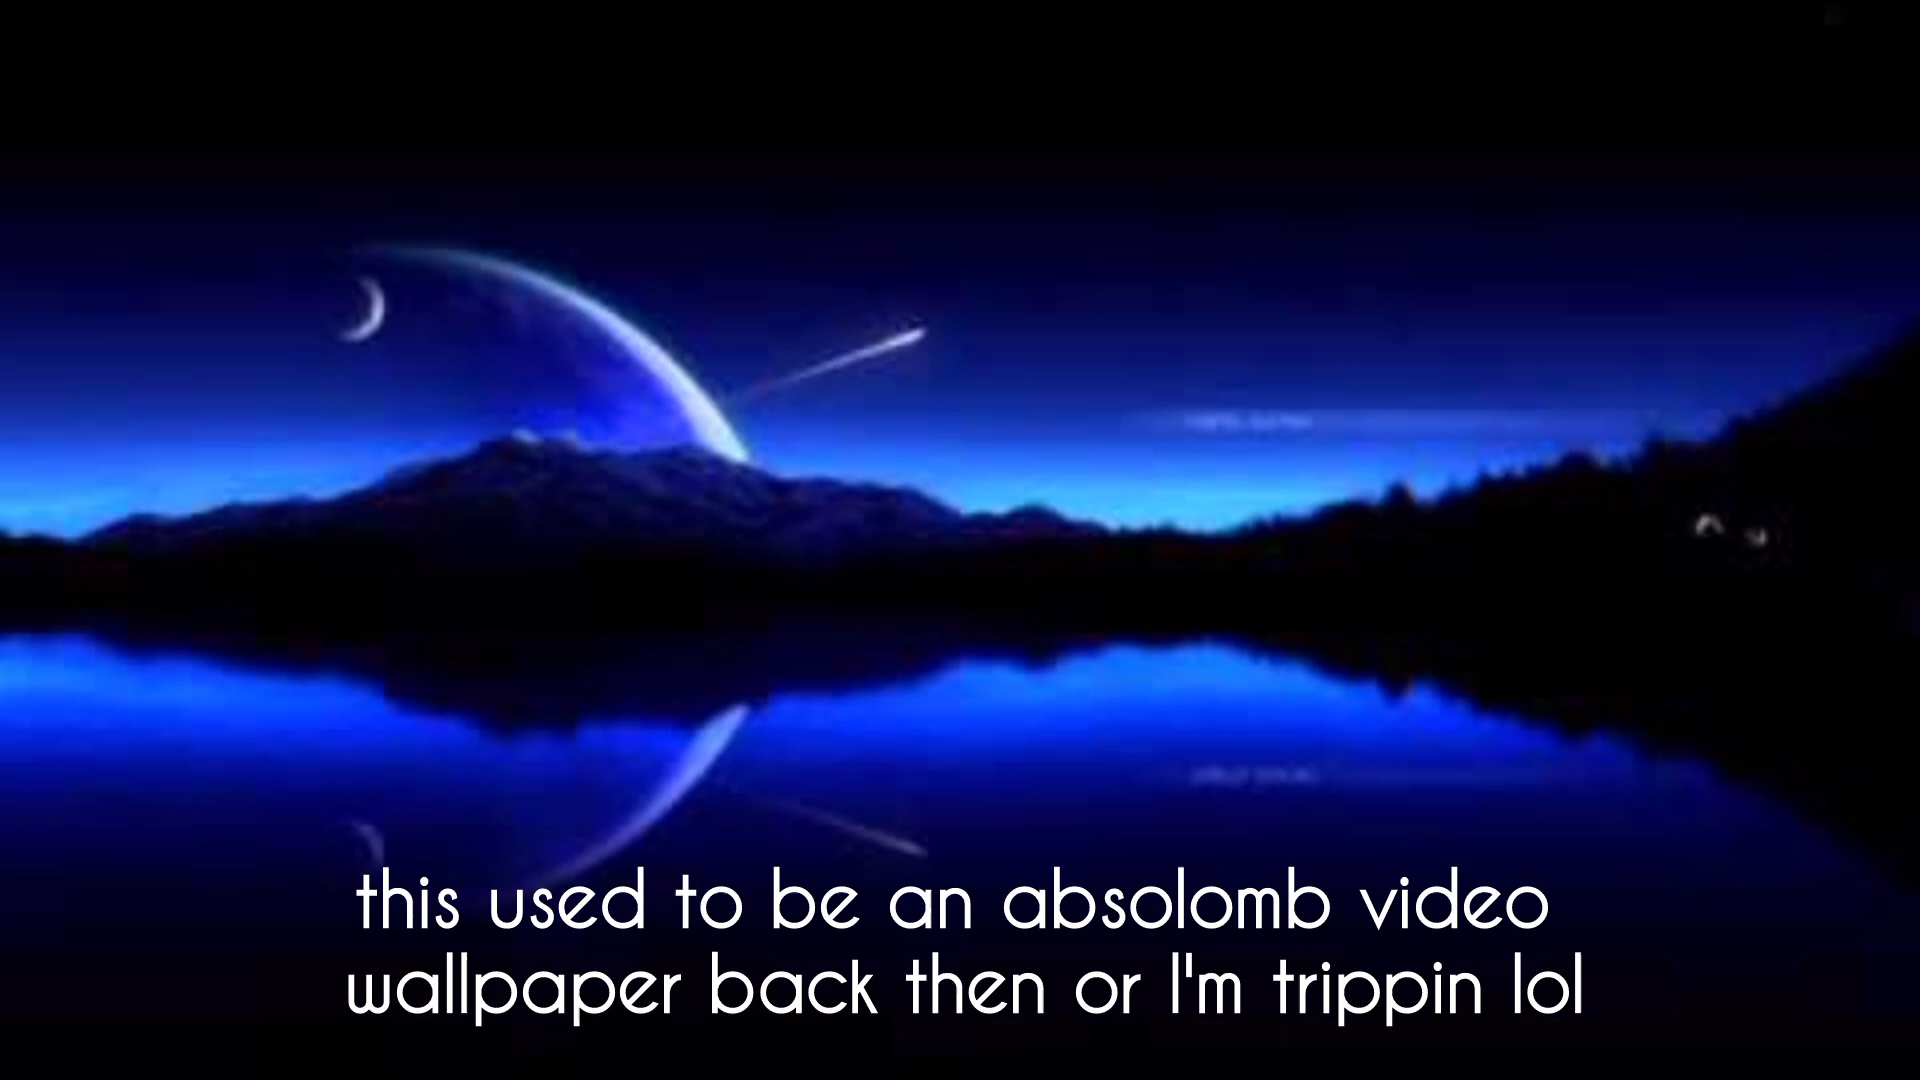 this used to be an absolomb video
wallpaper back then or I'm trippin lol